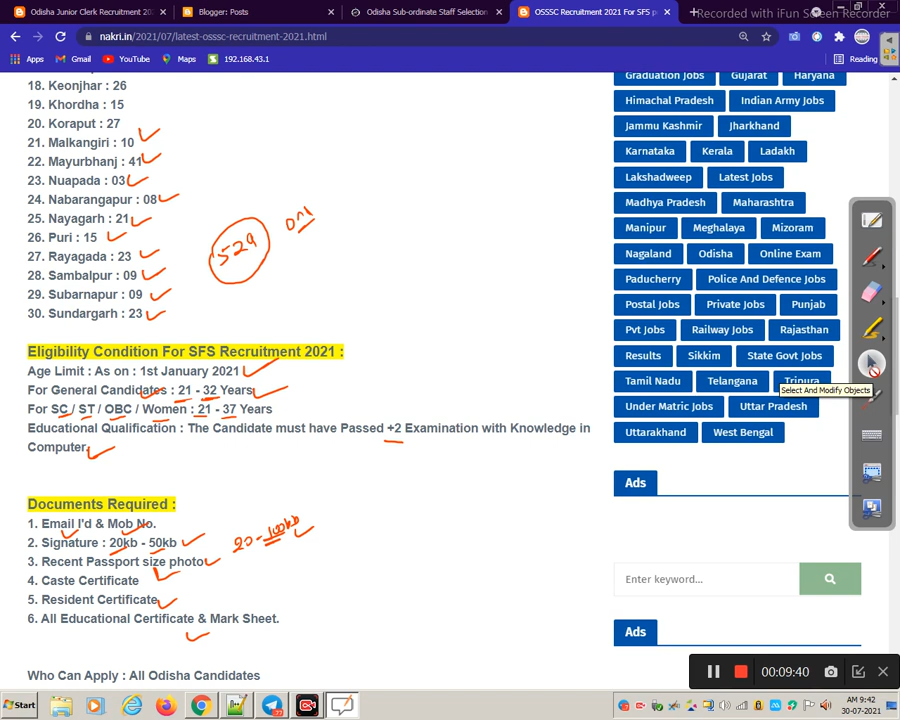 Odisha Junior Clerk Recruitment 202
Blogger: Posts
Odisha Sub-ordinate Staff Selection
OSSSC Recruitment 2021 For SFS p
Recorded with iFun Screen Recorder
nakri.in/2021/07/latest-osssc-recruitment-2021.html
Apps
Gmail
YouTube
Maps
192.168.43.1
Reading
18. Keonjhar : 26
19. Khordha : 15
20. Koraput : 27
21. Malkangiri : 10
22. Mayurbhanj : 41
23. Nuapada : 03
24. Nabarangapur : 08
25. Nayagarh : 21
26. Puri : 15
27. Rayagada : 23
28. Sambalpur : 09
29. Subarnapur : 09
30. Sundargarh : 23
529
Eligibility Condition For SFS Recruitment 2021 :
Age Limit : As on : 1st January 2021
For General Candidates : 21 - 32 Years
For SC / ST / OBC / Women : 21 - 37 Years
Educational Qualification : The Candidate must have Passed +2 Examination with Knowledge in
Computer.
Documents Required :
1. Email I'd & Mob No.
2. Signature : 20kb - 50kb
20-100kb
3. Recent Passport size photo
4. Caste Certificate
5. Resident Certificate
6. All Educational Certificate & Mark Sheet.
Who Can Apply : All Odisha Candidates
Graduation Jobs
Gujarat
Haryana
Himachal Pradesh
Indian Army Jobs
Jammu Kashmir
Jharkhand
Karnataka
Kerala
Ladakh
Lakshadweep
Latest Jobs
Madhya Pradesh
Maharashtra
Manipur
Meghalaya
Mizoram
Nagaland
Odisha
Online Exam
Paducherry
Police And Defence Jobs
Postal Jobs
Private Jobs
Punjab
Pvt Jobs
Railway Jobs
Rajasthan
Results
Sikkim
State Govt Jobs
Tamil Nadu
Telangana
Tripura
Select And Modify Objects
Under Matric Jobs
Uttar Pradesh
Uttarakhand
West Bengal
Ads
Enter keyword...
Ads
00:09:40
Start
AM 9:42
30-07-2021